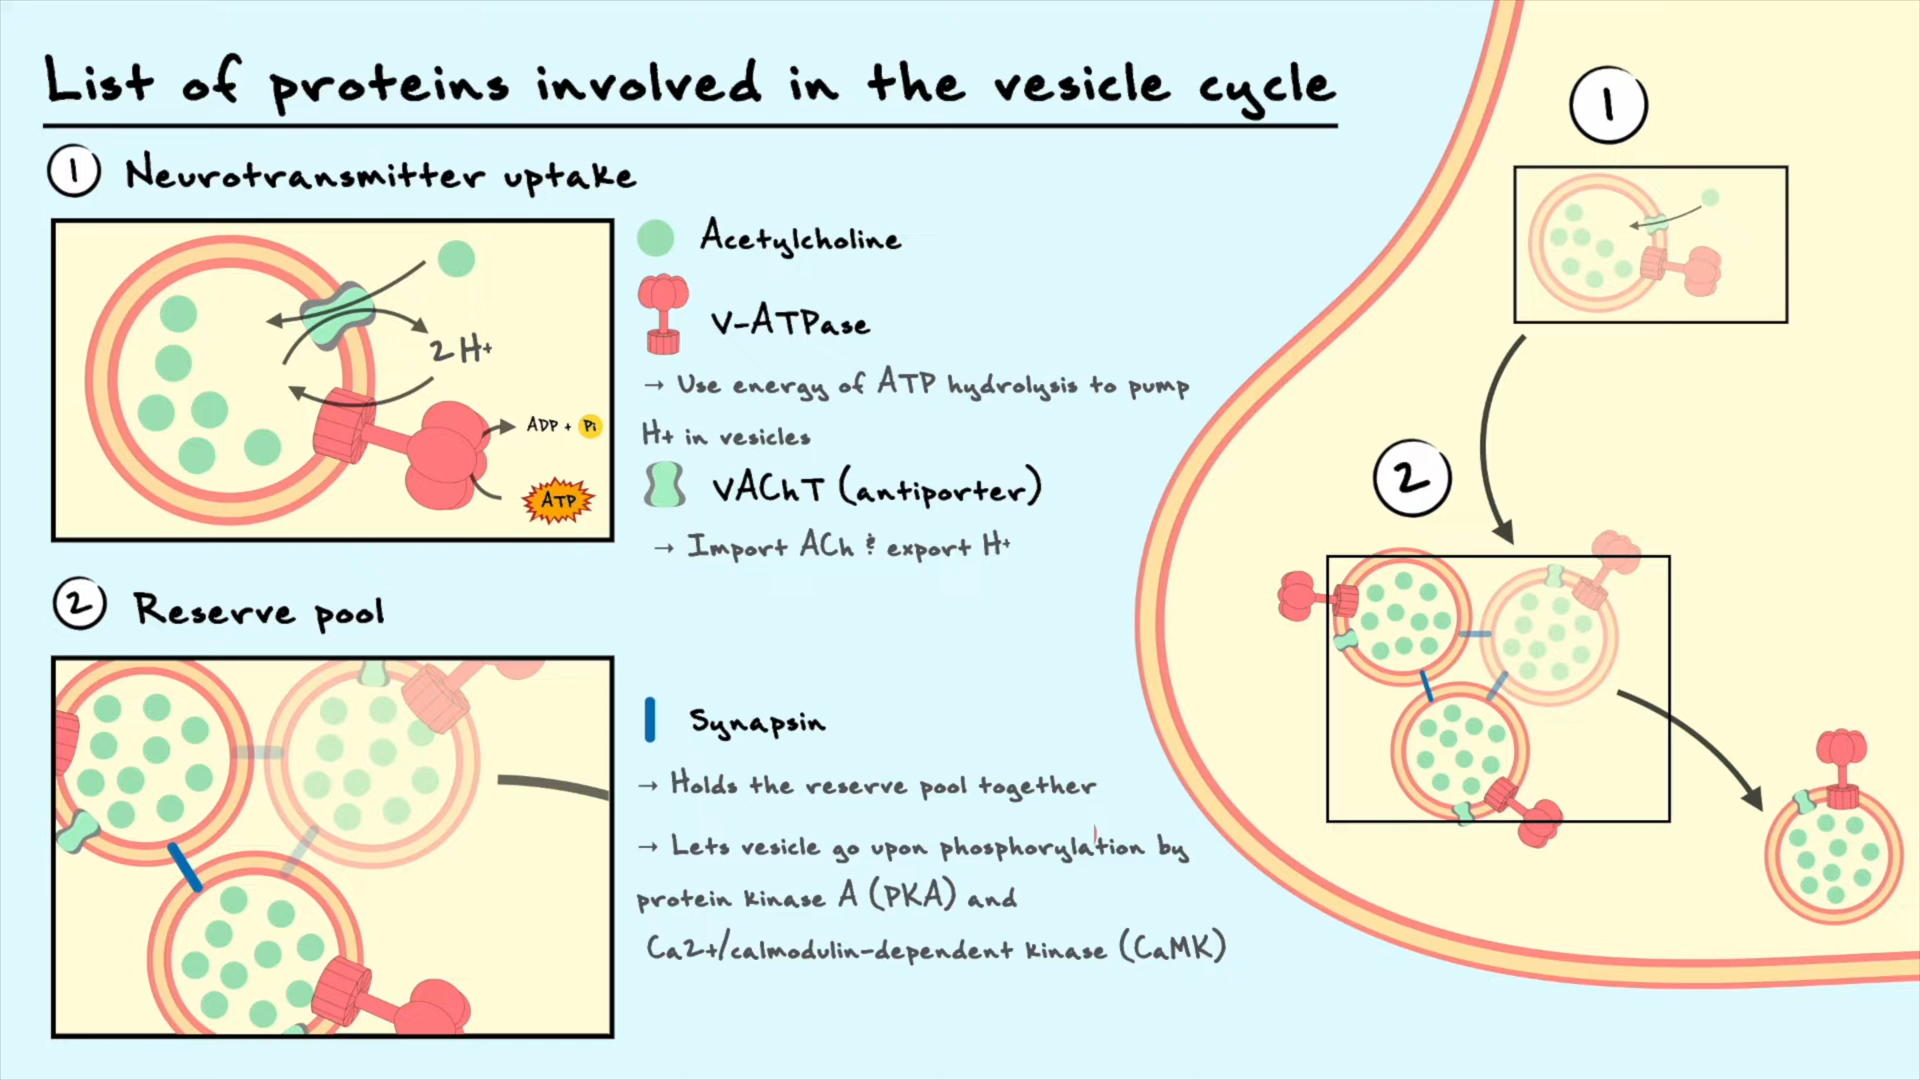 List of proteins involved in the vesicle cycle
1 Neurotransmitter uptake
2 H+
ADP + Pi
ATP
Acetylcholine
V-ATPase
→ Use energy of ATP hydrolysis to pump
H+ in vesicles
VAChT (antiporter)
→ Import ACh & export H+
2 Reserve pool
Synapsin
→ Holds the reserve pool together
→ Lets vesicle go upon phosphorylation by
protein kinase A (PKA) and
Ca2+/calmodulin-dependent kinase (CaMK)
1
2